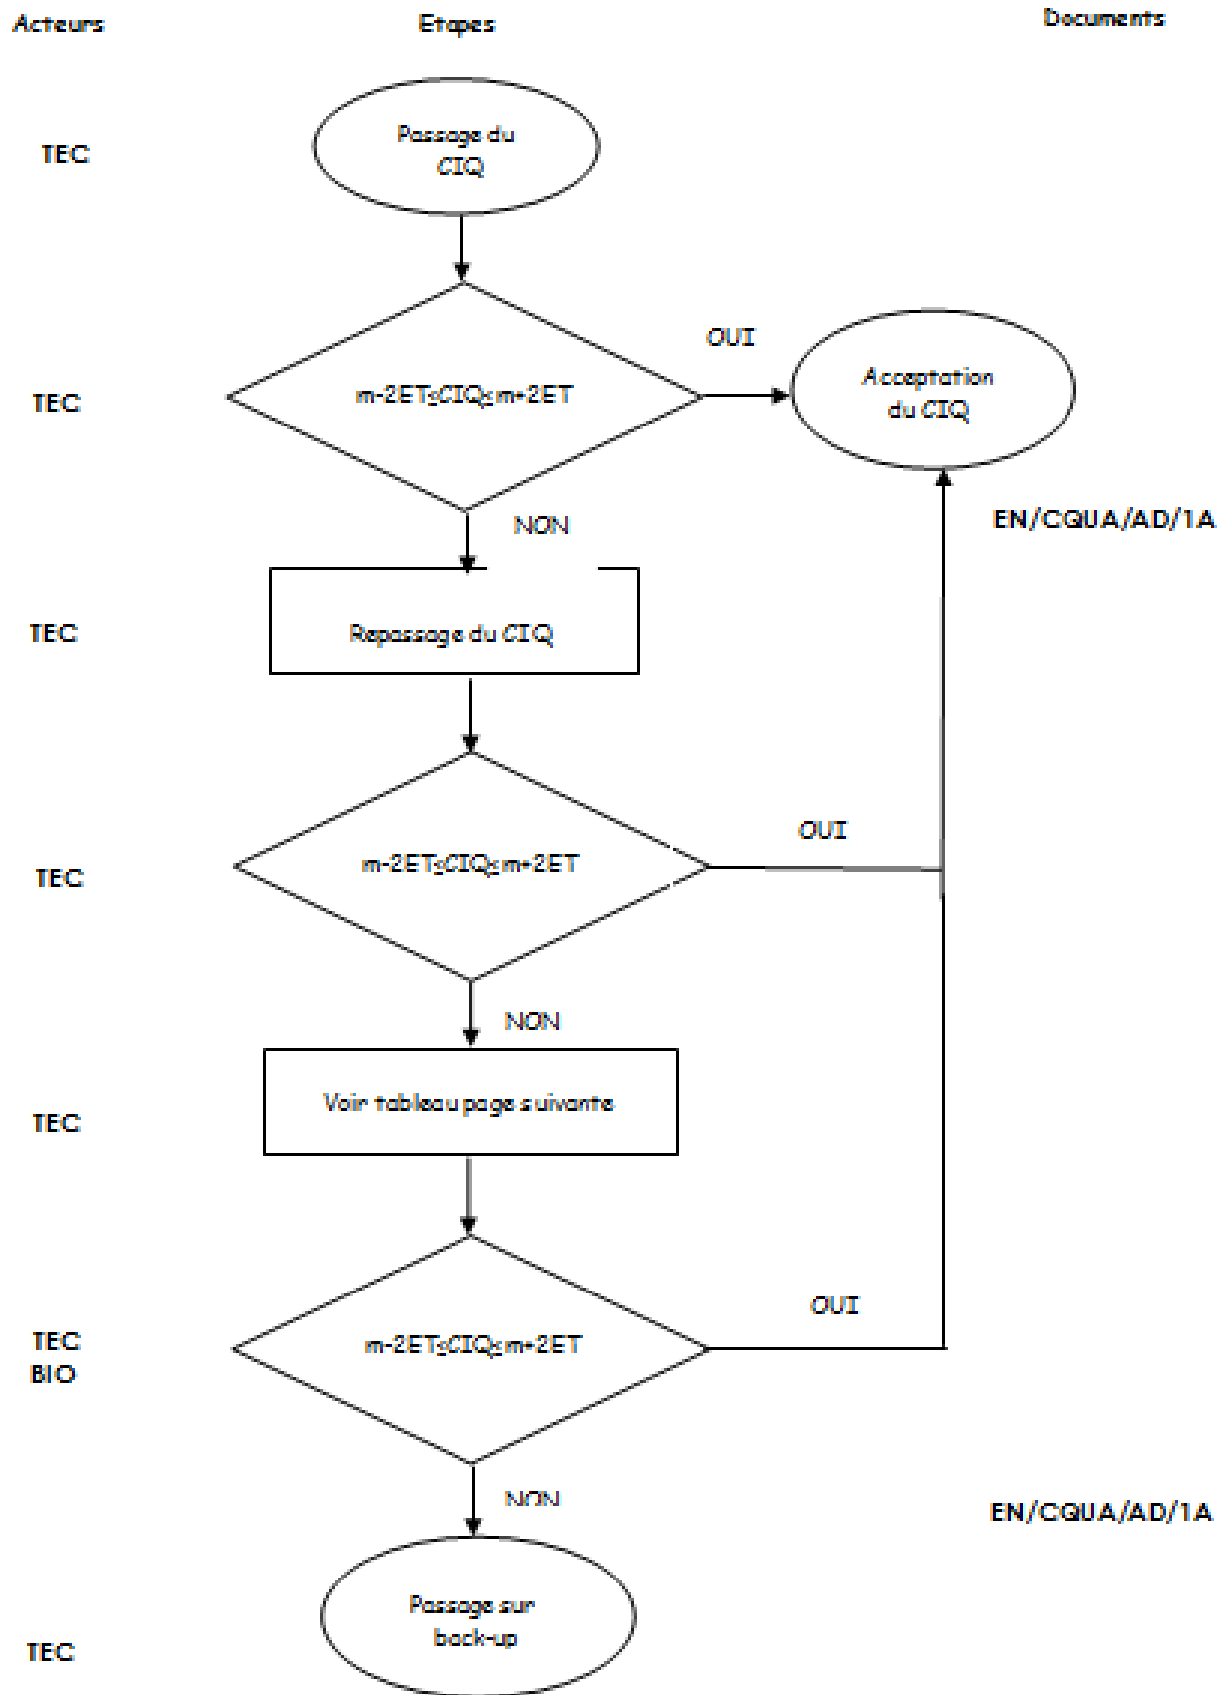 Acteurs
Etapes
Documents
Passage du
CIQ
TEC
OUI
m-2ET≤CIQ≤m+2ET
Acceptation
du CIQ
TEC
NON
EN/CQUA/AD/1A
Repassage du CIQ
TEC
OUI
m-2ET≤CIQ≤m+2ET
TEC
NON
Voir tableau page suivante
TEC
OUI
m-2ET≤CIQ≤m+2ET
TEC
BIO
NON
EN/CQUA/AD/1A
Passage sur
back-up
TEC